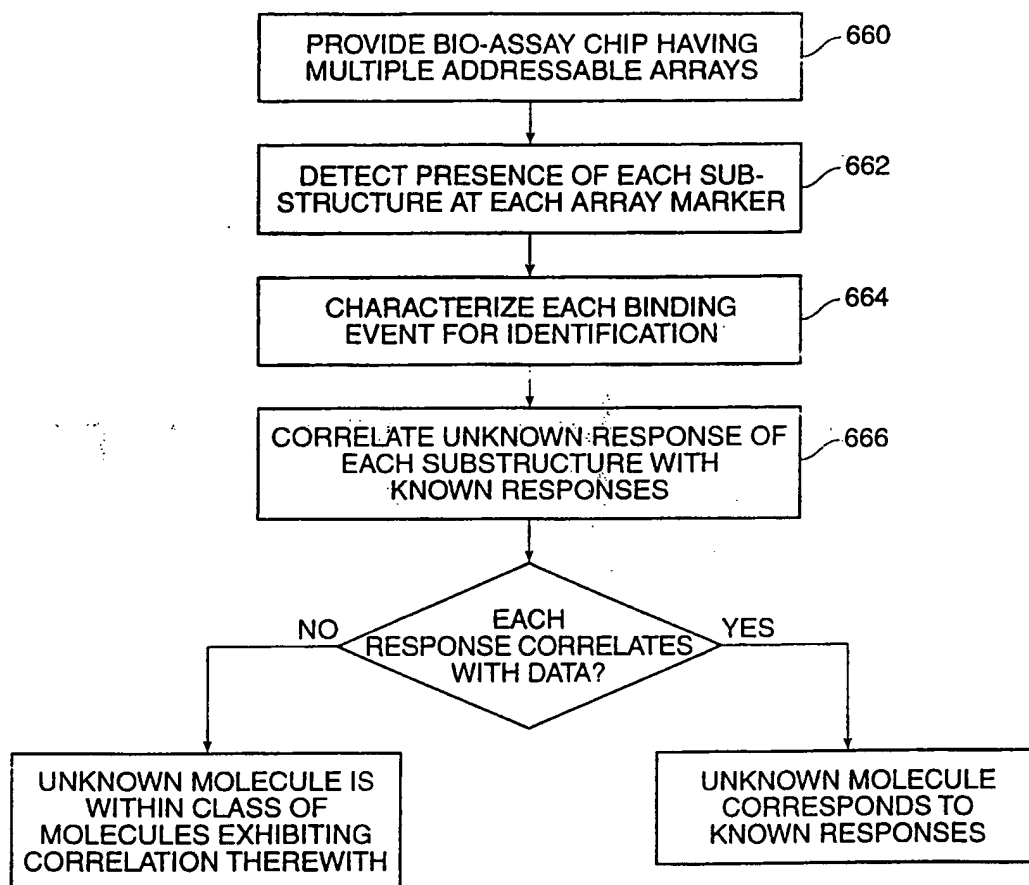 PROVIDE BIO-ASSAY CHIP HAVING
MULTIPLE ADDRESSABLE ARRAYS
660
DETECT PRESENCE OF EACH SUB-
STRUCTURE AT EACH ARRAY MARKER
662
CHARACTERIZE EACH BINDING
EVENT FOR IDENTIFICATION
664
CORRELATE UNKNOWN RESPONSE OF
EACH SUBSTRUCTURE WITH
KNOWN RESPONSES
666
NO
EACH
RESPONSE CORRELATES
WITH DATA?
YES
UNKNOWN MOLECULE IS
WITHIN CLASS OF
MOLECULES EXHIBITING
CORRELATION THEREWITH
UNKNOWN MOLECULE
CORRESPONDS TO
KNOWN RESPONSES